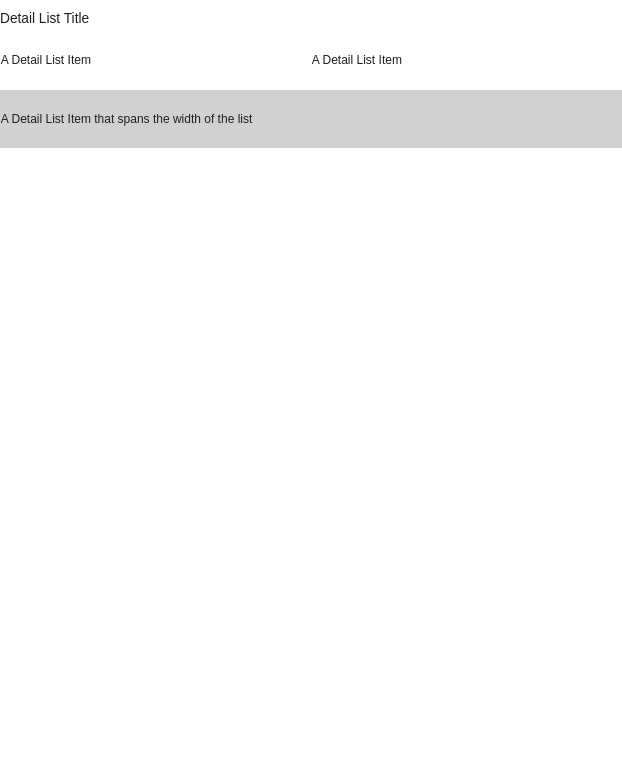 Detail List Title
A Detail List Item
A Detail List Item
A Detail List Item that spans the width of the list